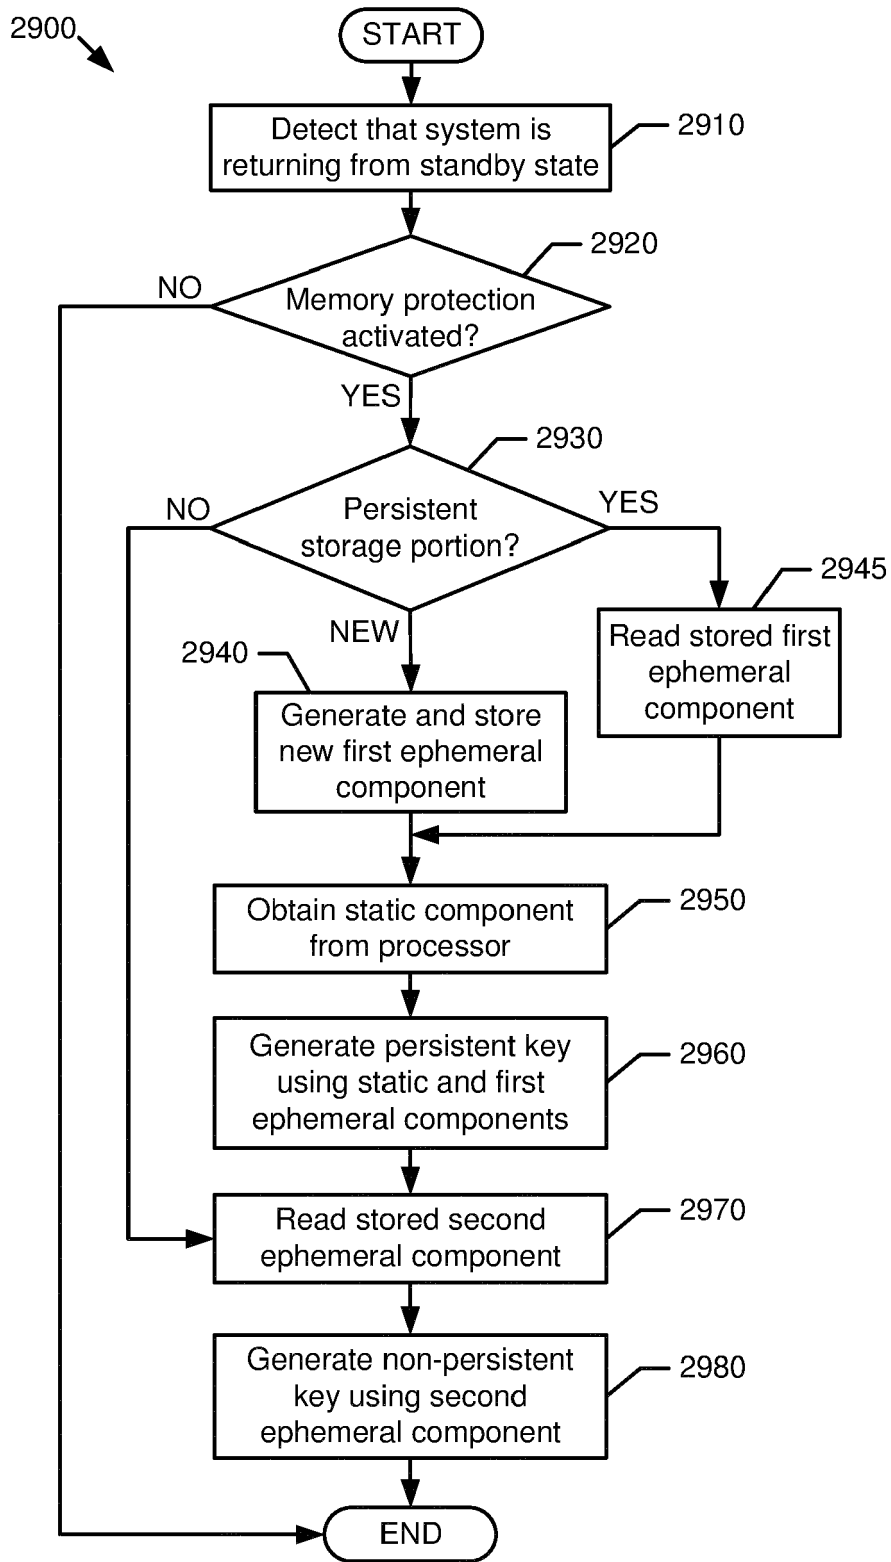 2900
START
Detect that system is
returning from standby state
2910
2920
NO
Memory protection
activated?
YES
2930
NO
Persistent
storage portion?
YES
2945
NEW
Read stored first
ephemeral
component
2940
Generate and store
new first ephemeral
component
Obtain static component
from processor
2950
Generate persistent key
using static and first
ephemeral components
2960
Read stored second
ephemeral component
2970
Generate non-persistent
key using second
ephemeral component
2980
END